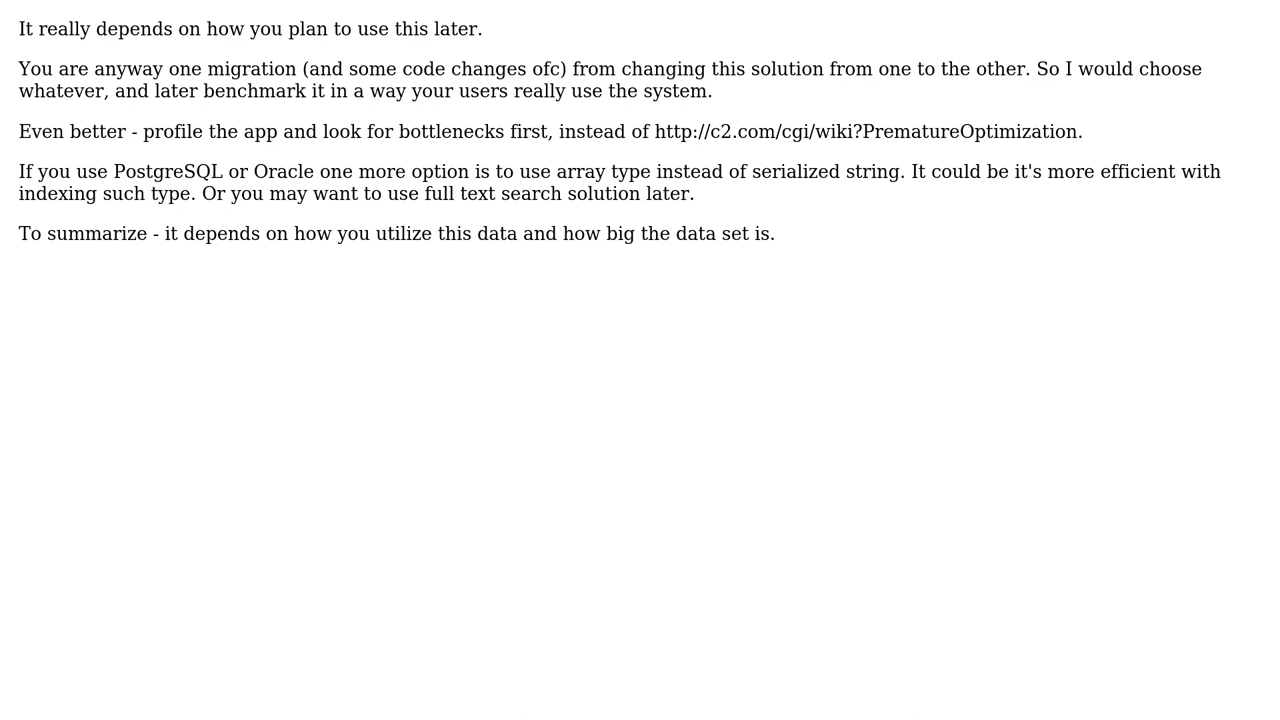 It really depends on how you plan to use this later.
You are anyway one migration (and some code changes ofc) from changing this solution from one to the other. So I would choose
whatever, and later benchmark it in a way your users really use the system.
Even better - profile the app and look for bottlenecks first, instead of http://c2.com/cgi/wiki?PrematureOptimization.
If you use PostgreSQL or Oracle one more option is to use array type instead of serialized string. It could be it's more efficient with
indexing such type. Or you may want to use full text search solution later.
To summarize - it depends on how you utilize this data and how big the data set is.